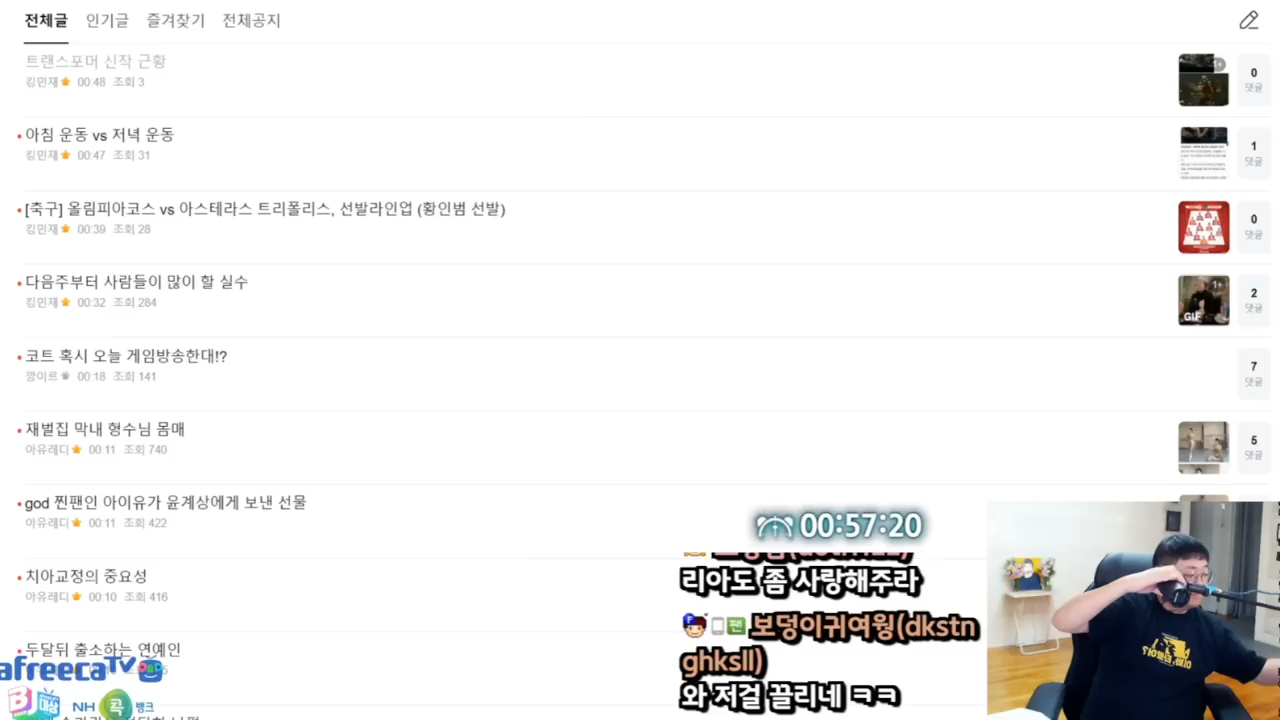 전체글 인기글 즐겨찾기 전체공지
트랜스포머 신작 근황
킹민재 00:48 조회 3
0
댓글
아침 운동 vs 저녁 운동
킹민재 00:47 조회 31
1
댓글
[축구] 올림피아코스 vs 아스테라스 트리폴리스, 선발라인업 (황인범 선발)
킹민재 00:39 조회 28
0
댓글
다음주부터 사람들이 많이 할 실수
킹민재 00:32 조회 284
1+
GIF
2
댓글
코트 혹시 오늘 게임방송한대!?
깡이르 00:18 조회 141
7
댓글
재벌집 막내 형수님 몸매
아유레디 00:11 조회 740
5
댓글
god 찐팬인 아이유가 윤계상에게 보낸 선물
아유레디 00:11 조회 422
00:57:20
치아교정의 중요성
아유레디 00:10 조회 416
리아도 좀 사랑해주라
두달뒤 출소하는 연예인
보덩이귀여웡(dkstn
ghksll)
와 저걸 끌리네 ㅋㅋ
afreecaTV
NH 콕 뱅크